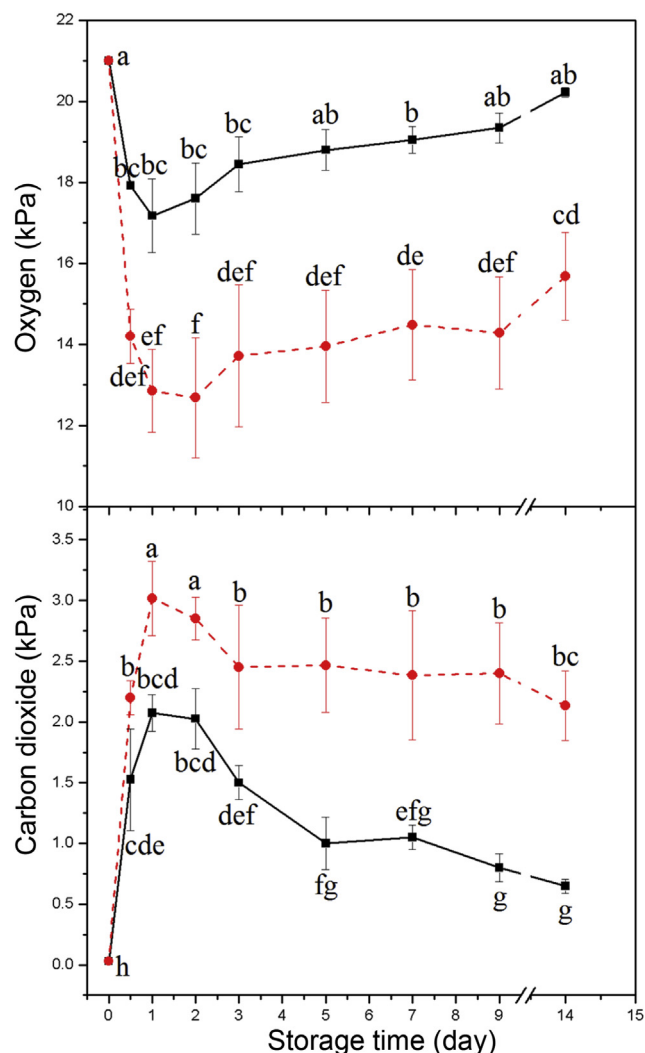 22
20
18
16
14
12
10
Oxygen (kPa)
a
bc
bc
bc
bc
ab
b
ab
ab
def
ef
f
def
def
de
def
cd
3.5
3.0
2.5
2.0
1.5
1.0
0.5
0.0
Carbon dioxide (kPa)
a
a
b
b
b
b
b
bc
bcd
bcd
cde
def
fg
efg
g
g
h
0 1 2 3 4 5 6 7 8 9 14 15
Storage time (day)